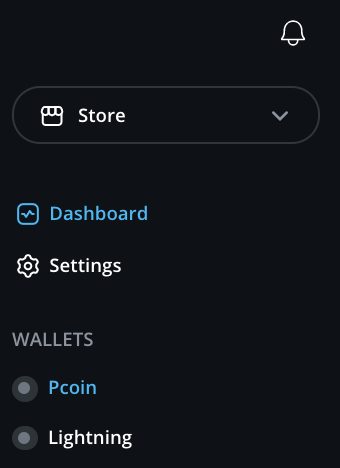 Store
Dashboard
Settings
WALLETS
Pcoin
Lightning